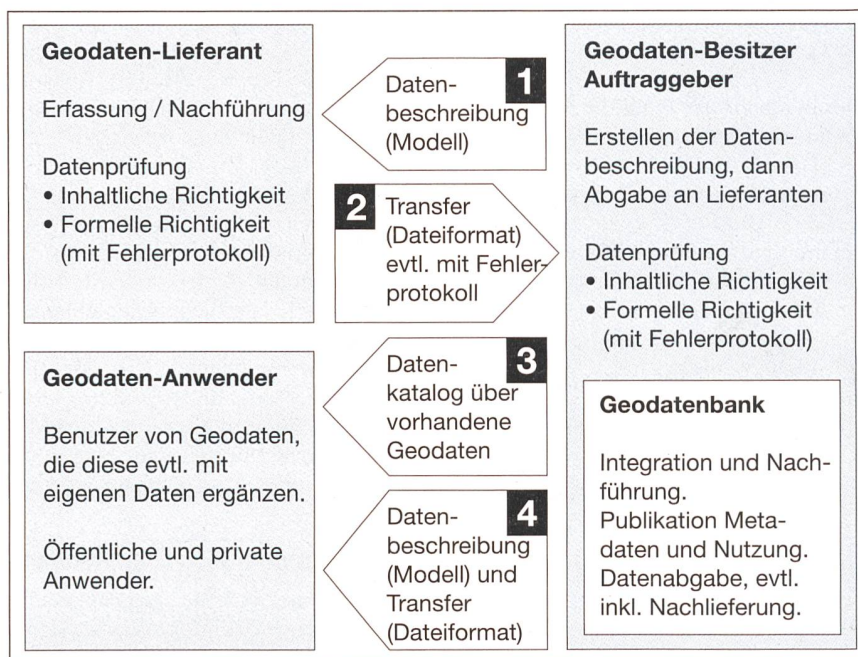 Geodaten-Lieferant
Erfassung / Nachführung
Datenprüfung
• Inhaltliche Richtigkeit
• Formelle Richtigkeit
(mit Fehlerprotokoll)
1
Daten-
beschreibung
(Modell)
2
Transfer
(Dateiformat)
evtl. mit Fehler-
protokoll
Geodaten-Besitzer
Auftraggeber
Erstellen der Daten-
beschreibung, dann
Abgabe an Lieferanten
Datenprüfung
• Inhaltliche Richtigkeit
• Formelle Richtigkeit
(mit Fehlerprotokoll)
Geodaten-Anwender
Benutzer von Geodaten,
die diese evtl. mit
eigenen Daten ergänzen.
Öffentliche und private
Anwender.
3
Daten-
katalog über
vorhandene
Geodaten
4
Daten-
beschreibung
(Modell) und
Transfer
(Dateiformat)
Geodatenbank
Integration und Nach-
führung.
Publikation Meta-
daten und Nutzung.
Datenabgabe, evtl.
inkl. Nachlieferung.